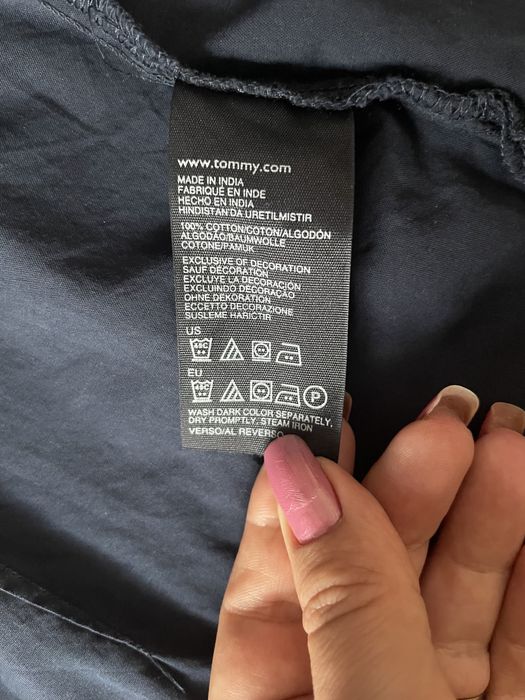 www.tommy.com
MADE IN INDIA
FABRIQUÉ EN INDE
HECHO EN INDIA
HINDISTAN'DA URETILMISTIR
100% COTTON/COTON/ALGODÓN
ALGODÃO/BAUMWOLLE
COTONE/PAMUK
EXCLUSIVE OF DECORATION
SAUF DÉCORATION
EXCLUYE LA DECORACIÓN
EXCLUINDO DECORAÇÃO
OHNE DEKORATION
ECCETTO DECORAZIONE
SUSLEME HARICTIR
US
40C
EU
40C P
WASH DARK COLOR SEPARATELY.
DRY PROMPTLY. STEAM IRON
VERSO/AL REVERSO